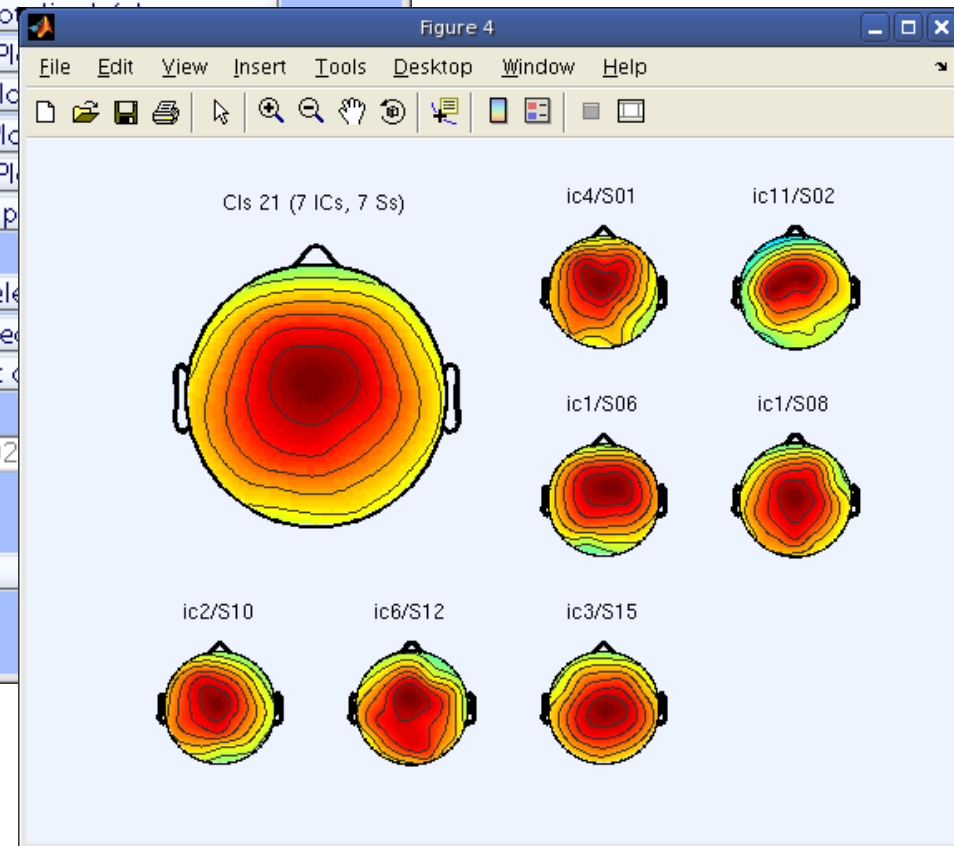 Figure 4
File Edit View Insert Tools Desktop Window Help
Cls 21 (7 ICs, 7 Ss)
ic4/S01
ic11/S02
ic1/S06
ic1/S08
ic2/S10
ic6/S12
ic3/S15